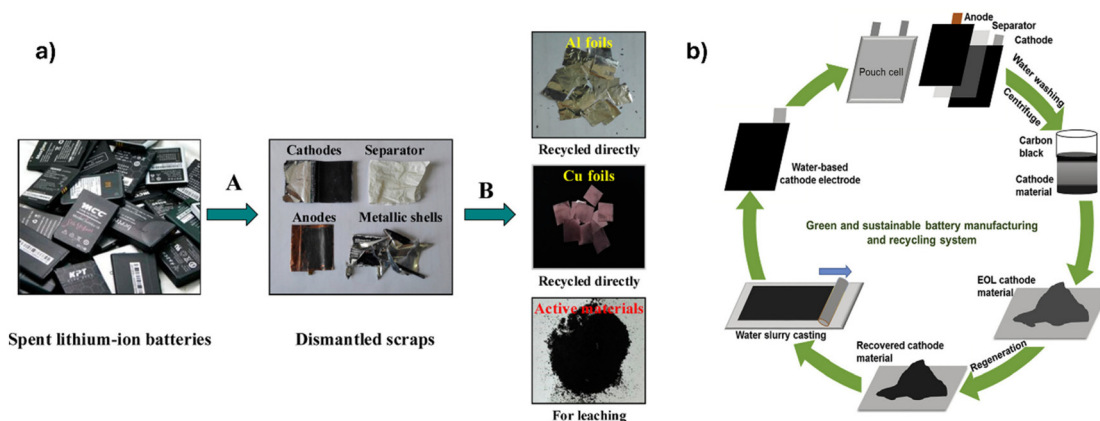 a)
Spent lithium-ion batteries
A
Cathodes
Separator
Anodes
Metallic shells
Dismantled scraps
B
Al foils
Recycled directly
Cu foils
Recycled directly
Active materials
For leaching
b)
Anode
Separator
Cathode
Pouch cell
Water washing
Centrifuge
Carbon
black
Cathode
material
EOL cathode
material
Regeneration
Recovered cathode
material
Water slurry casting
Water-based
cathode electrode
Green and sustainable battery manufacturing
and recycling system
MCC
KPT